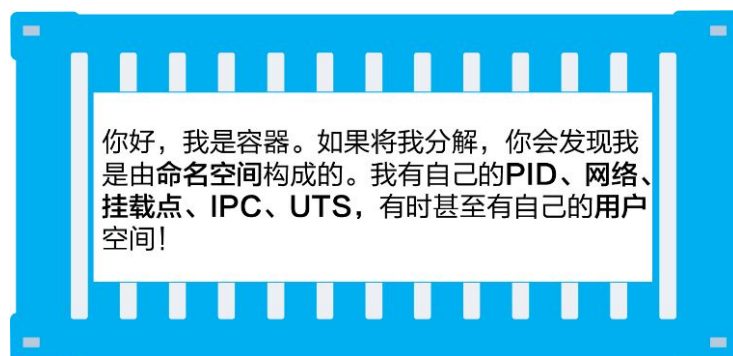 你好，我是容器。如果将我分解，你会发现我
是由命名空间构成的。我有自己的PID、网络、
挂载点、IPC、UTS，有时甚至有自己的用户
空间！